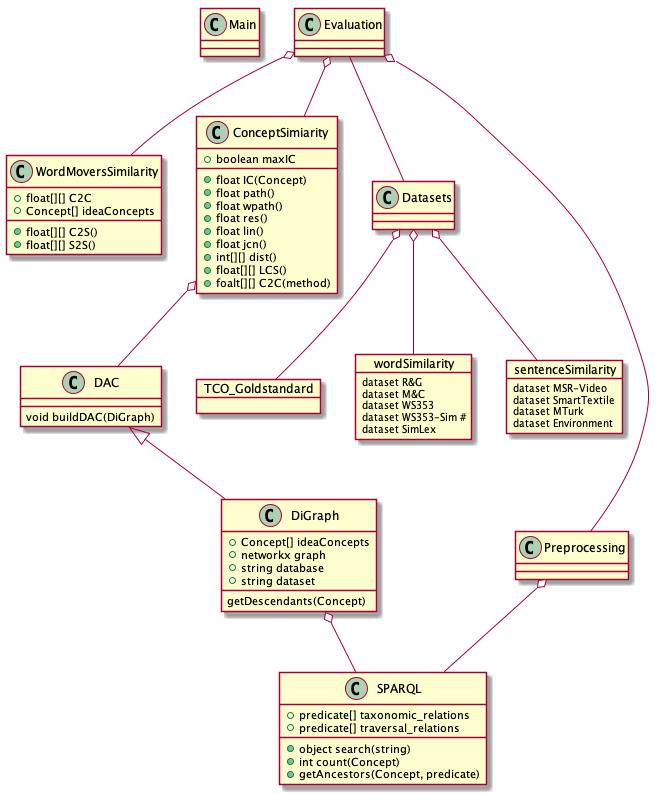 C Main
C Evaluation
C WordMoversSimilarity
float[][] C2C
Concept[] ideaConcepts
float[][] C2S()
float[][] S2S()
C ConceptSimiarity
boolean maxIC
float IC(Concept)
float path()
float wpath()
float res()
float lin()
float jcn()
int[][] dist()
float[][] LCS()
foalt[][] C2C(method)
C Datasets
C DAC
void buildDAC(DiGraph)
TCO_Goldstandard
wordSimilarity
dataset R&G
dataset M&C
dataset WS353
dataset WS353-Sim #
dataset SimLex
sentenceSimilarity
dataset MSR-Video
dataset SmartTextile
dataset MTurk
dataset Environment
C DiGraph
Concept[] ideaConcepts
networkx graph
string database
string dataset
getDescendants(Concept)
C Preprocessing
C SPARQL
predicate[] taxonomic_relations
predicate[] traversal_relations
object search(string)
int count(Concept)
getAncestors(Concept, predicate)